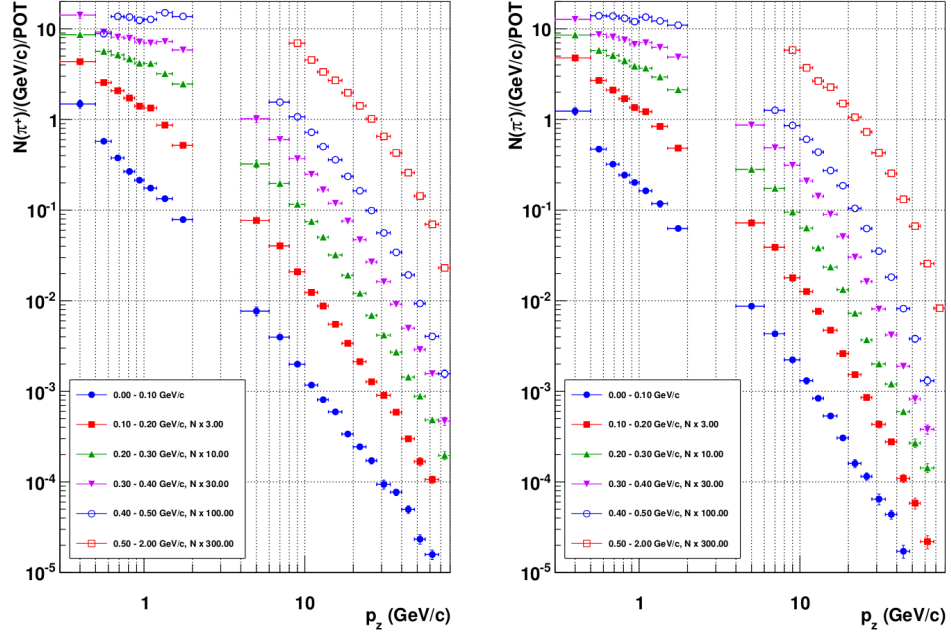 N(π⁺)/(GeV/c)/POT
10
1
10⁻¹
10⁻²
10⁻³
10⁻⁴
10⁻⁵
0.00 - 0.10 GeV/c
0.10 - 0.20 GeV/c, N x 3.00
0.20 - 0.30 GeV/c, N x 10.00
0.30 - 0.40 GeV/c, N x 30.00
0.40 - 0.50 GeV/c, N x 100.00
0.50 - 2.00 GeV/c, N x 300.00
1
10
p_z (GeV/c)
N(π⁻)/(GeV/c)/POT
10
1
10⁻¹
10⁻²
10⁻³
10⁻⁴
10⁻⁵
0.00 - 0.10 GeV/c
0.10 - 0.20 GeV/c, N x 3.00
0.20 - 0.30 GeV/c, N x 10.00
0.30 - 0.40 GeV/c, N x 30.00
0.40 - 0.50 GeV/c, N x 100.00
0.50 - 2.00 GeV/c, N x 300.00
1
10
p_z (GeV/c)